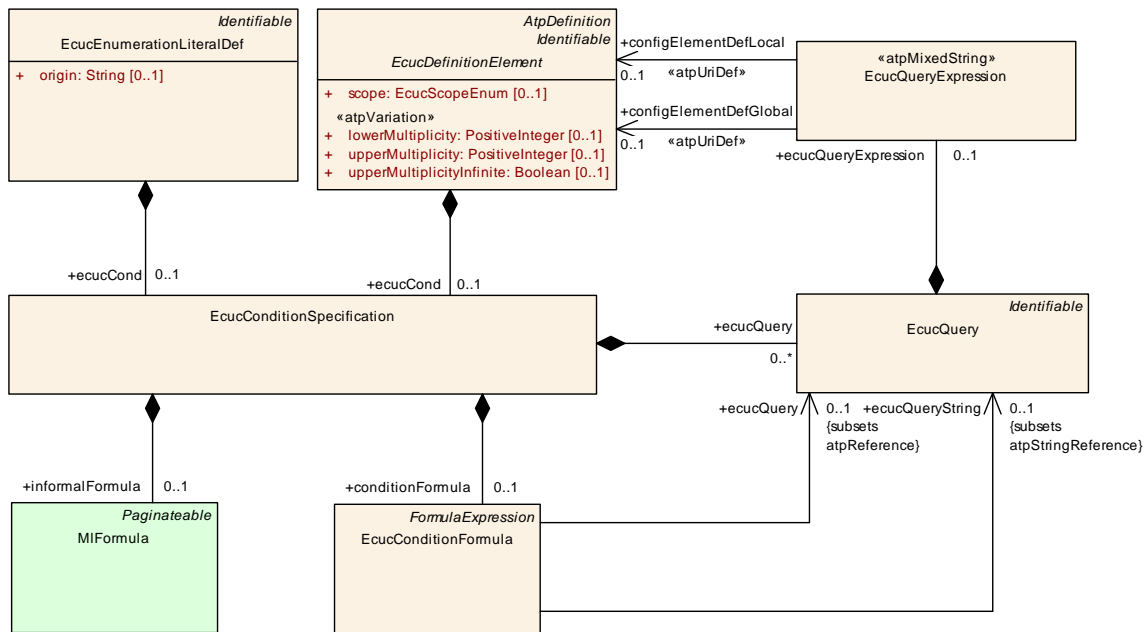 Identifiable
EcucEnumerationLiteralDef
+ origin: String [0..1]
AtpDefinition
Identifiable
EcucDefinitionElement
+ scope: EcucScopeEnum [0..1]
«atpVariation»
+ lowerMultiplicity: PositiveInteger [0..1]
+ upperMultiplicity: PositiveInteger [0..1]
+ upperMultiplicityInfinite: Boolean [0..1]
+configElementDefLocal
0..1
«atpUriDef»
+configElementDefGlobal
0..1
«atpUriDef»
«atpMixedString»
EcucQueryExpression
+ecucQueryExpression
0..1
+ecucCond
0..1
+ecucCond
0..1
EcucConditionSpecification
+ecucQuery
0..*
Identifiable
EcucQuery
+ecucQuery
0..1
{subsets
atpReference}
+ecucQueryString
0..1
{subsets
atpStringReference}
+informalFormula
0..1
+conditionFormula
0..1
Paginateable
MlFormula
FormulaExpression
EcucConditionFormula